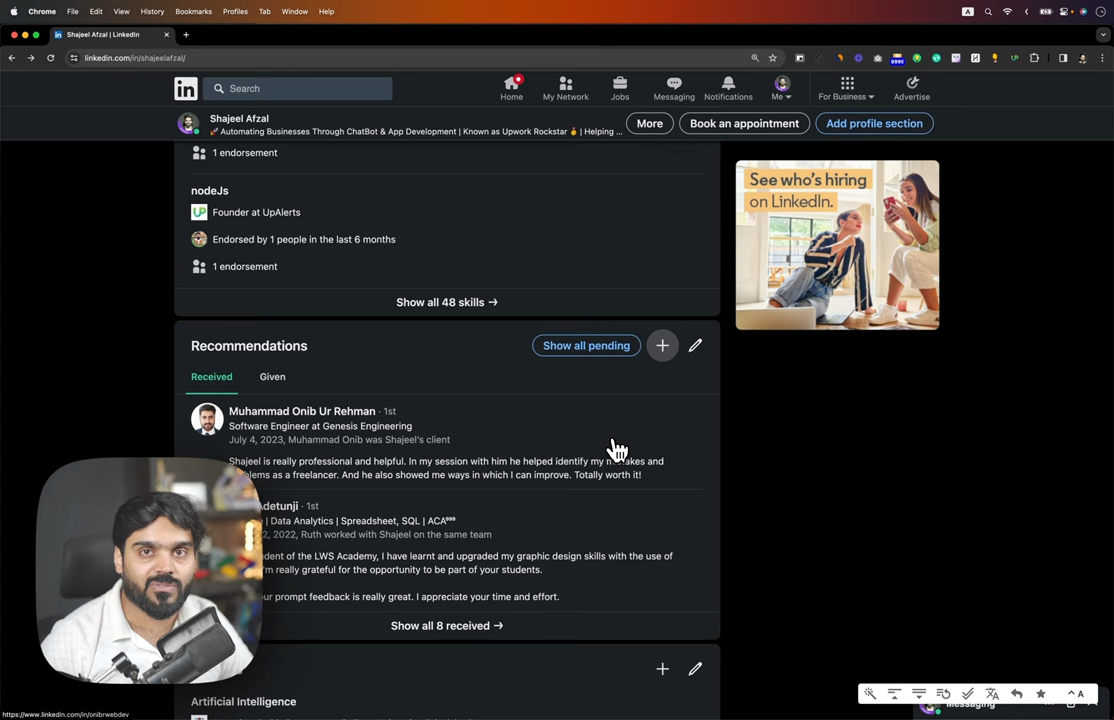 Chrome File Edit View History Bookmarks Profiles Tab Window Help
A
Shajeel Afzal | LinkedIn
linkedin.com/in/shajeelafzal/
9995
in Search
Home My Network Jobs Messaging Notifications Me For Business Advertise
Shajeel Afzal
🚀 Automating Businesses Through ChatBot & App Development | Known as Upwork Rockstar 🥇 | Helping ...
More Book an appointment Add profile section
1 endorsement
nodeJs
UP Founder at UpAlerts
Endorsed by 1 people in the last 6 months
1 endorsement
Show all 48 skills →
See who's hiring
on LinkedIn.
Recommendations
Show all pending
Received Given
Muhammad Onib Ur Rehman · 1st
Software Engineer at Genesis Engineering
July 4, 2023, Muhammad Onib was Shajeel's client
Shajeel is really professional and helpful. In my session with him he helped identify my and
as a freelancer. And he also showed me ways in which I can improve. Totally worth it!
Adetunji · 1st
| Data Analytics | Spreadsheet, SQL | ACA
2, 2022, Ruth worked with Shajeel on the same team
of the LWS Academy, I have learnt and upgraded my graphic design skills with the use of
I'm really grateful for the opportunity to be part of your students.
your prompt feedback is really great. I appreciate your time and effort.
Show all 8 received →
Artificial Intelligence
A
Messaging
https://www.linkedin.com/in/onibrwebdev